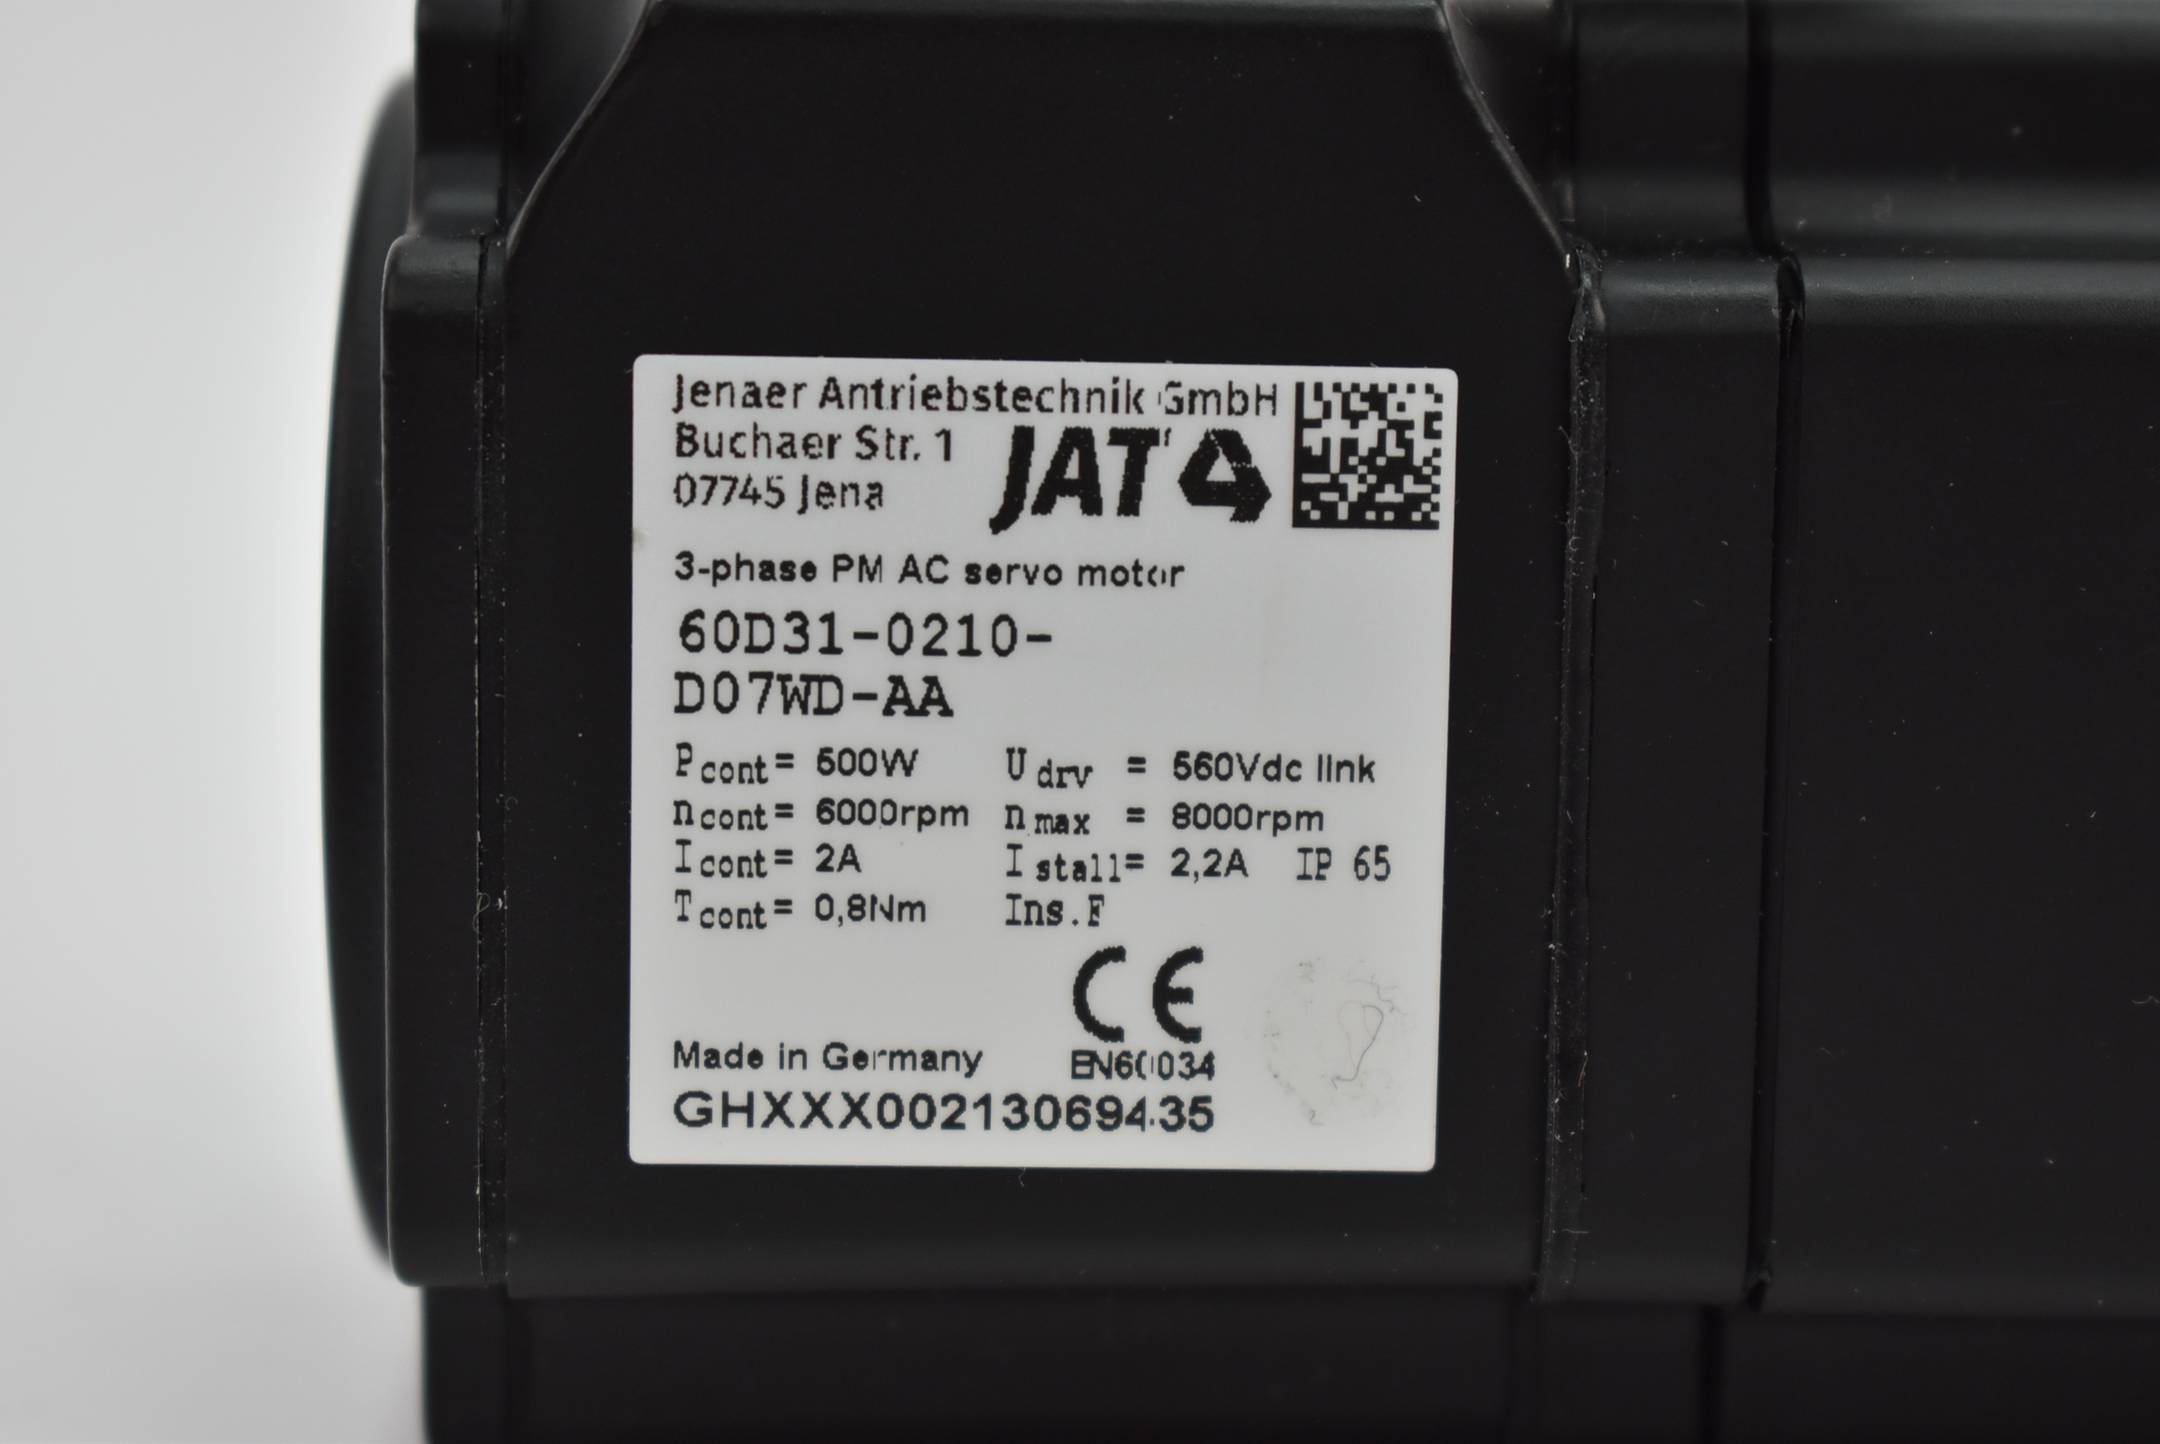 Jenaer Antriebstechnik GmbH
Buchaer Str. 1
07745 Jena
JAT
3-phase PM AC servo motor
60D31-0210-
D07WD-AA
Pcont= 500W Udrv = 560Vdc link
ncont= 6000rpm nmax = 8000rpm
Icont= 2A Istall= 2,2A IP 65
Tcont= 0,8Nm Ins.F
CE
Made in Germany EN60034
GHXXX00213069435